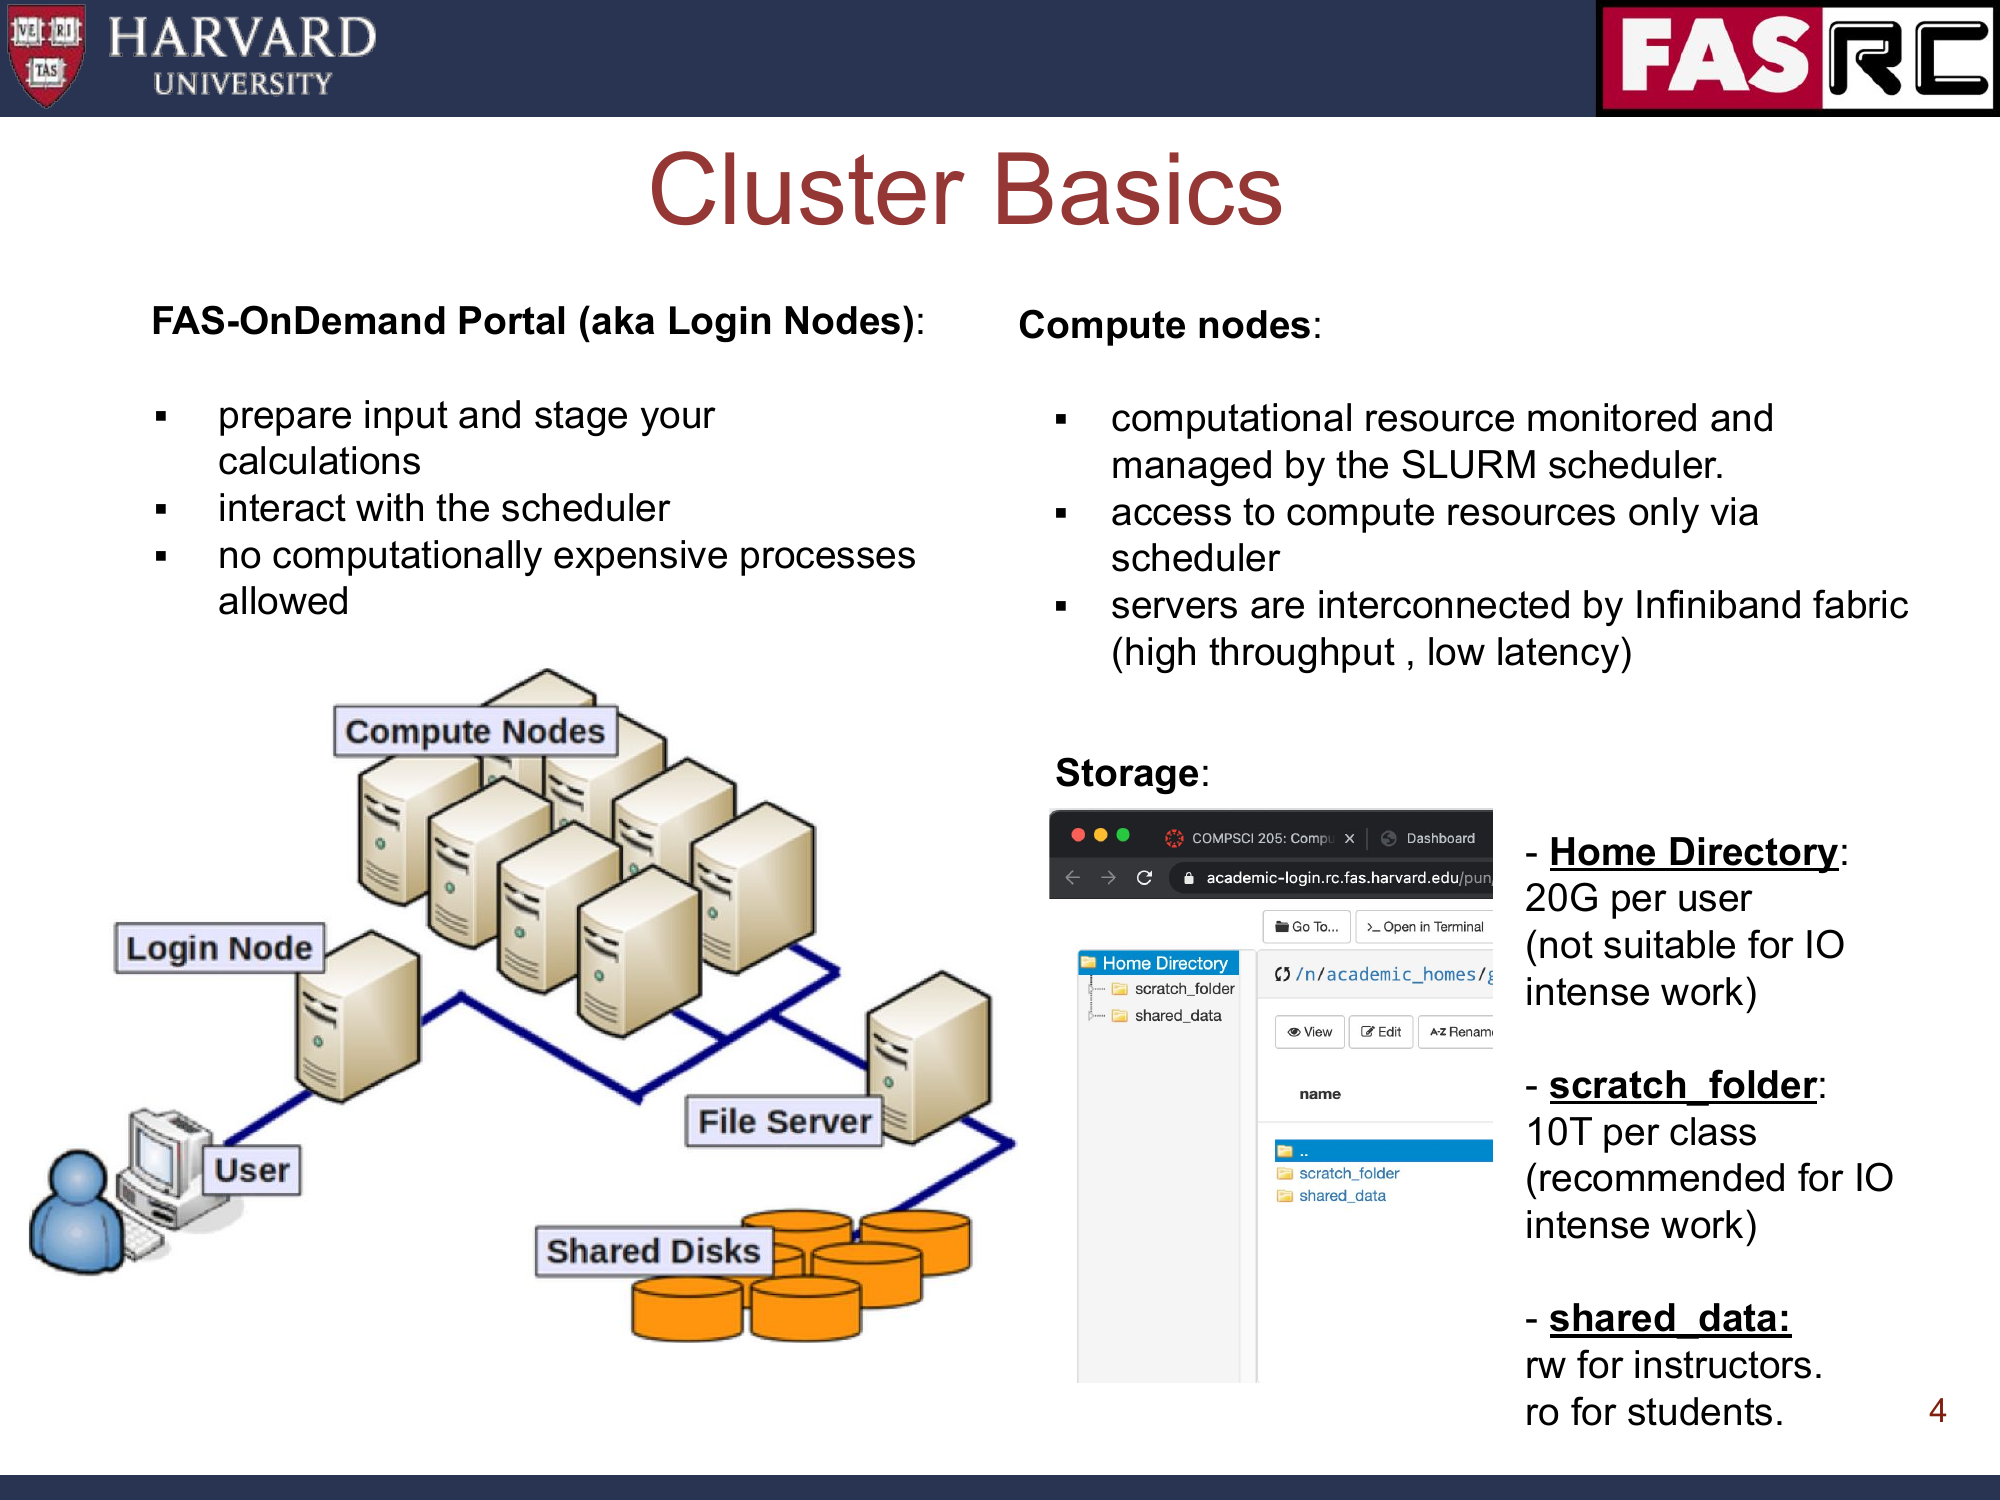 VE RI
TAS
HARVARD
UNIVERSITY
FASRC
Cluster Basics
FAS-OnDemand Portal (aka Login Nodes):
▪ prepare input and stage your
calculations
▪ interact with the scheduler
▪ no computationally expensive processes
allowed
Compute nodes:
▪ computational resource monitored and
managed by the SLURM scheduler.
▪ access to compute resources only via
scheduler
▪ servers are interconnected by Infiniband fabric
(high throughput , low latency)
Compute Nodes
Login Node
User
File Server
Shared Disks
Storage:
COMPSCI 205: Compu × Dashboard
academic-login.rc.fas.harvard.edu/pun/
Go To... >_ Open in Terminal
Home Directory
scratch_folder
shared_data
/n/academic_homes/g
View Edit A-Z Rename
name
..
scratch_folder
shared_data
- Home Directory:
20G per user
(not suitable for IO
intense work)
- scratch_folder:
10T per class
(recommended for IO
intense work)
- shared_data:
rw for instructors.
ro for students.
4